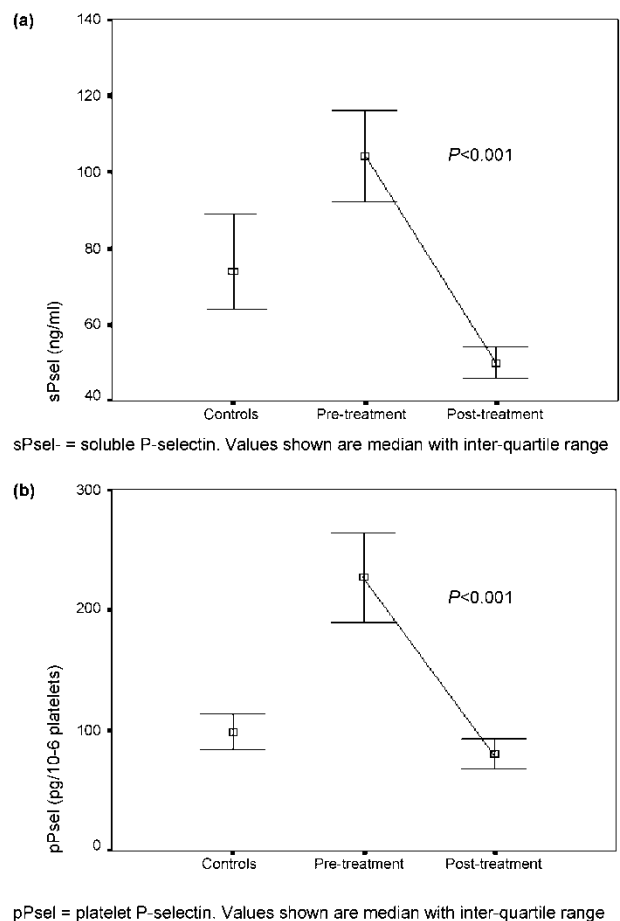 (a)
140
120
100
80
60
40
sPsel (ng/ml)
P<0.001
Controls Pre-treatment Post-treatment
sPsel- = soluble P-selectin. Values shown are median with inter-quartile range
(b)
300
200
100
0
pPsel (pg/10-6 platelets)
P<0.001
Controls Pre-treatment Post-treatment
pPsel = platelet P-selectin. Values shown are median with inter-quartile range